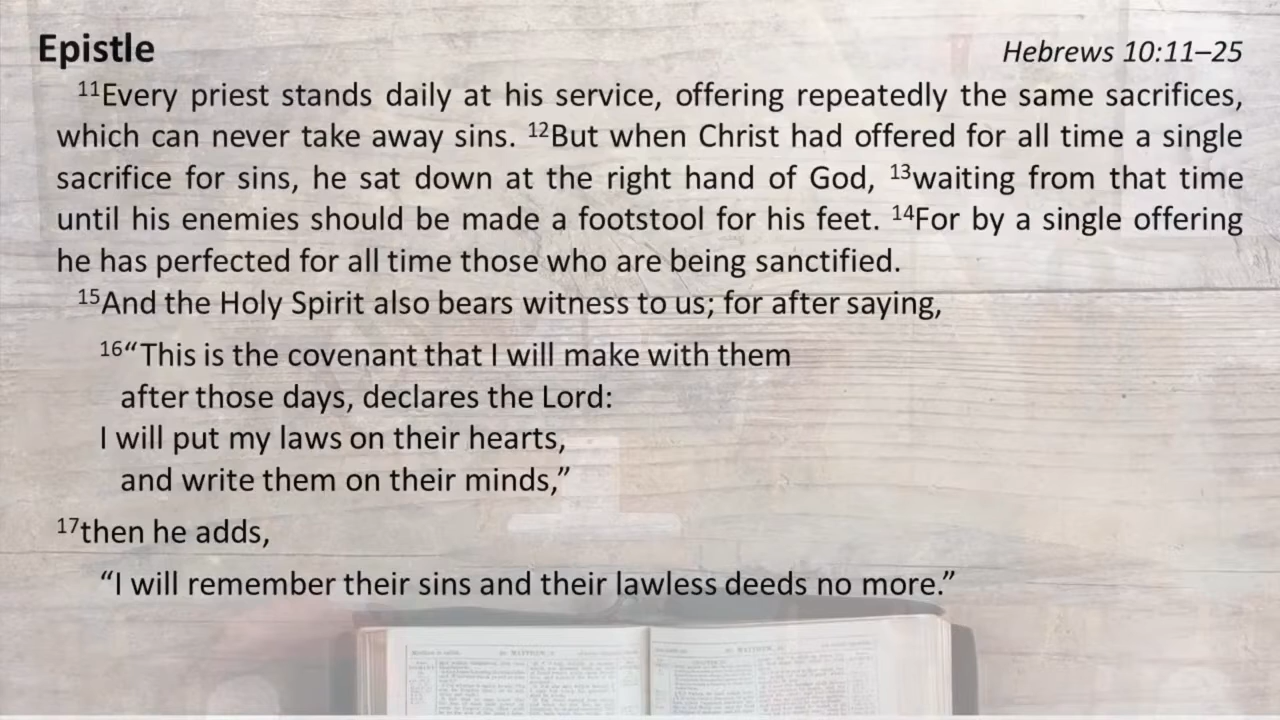 Epistle
Hebrews 10:11–25
¹¹Every priest stands daily at his service, offering repeatedly the same sacrifices,
which can never take away sins. ¹²But when Christ had offered for all time a single
sacrifice for sins, he sat down at the right hand of God, ¹³waiting from that time
until his enemies should be made a footstool for his feet. ¹⁴For by a single offering
he has perfected for all time those who are being sanctified.
¹⁵And the Holy Spirit also bears witness to us; for after saying,
¹⁶“This is the covenant that I will make with them
after those days, declares the Lord:
I will put my laws on their hearts,
and write them on their minds,”
¹⁷then he adds,
“I will remember their sins and their lawless deeds no more.”